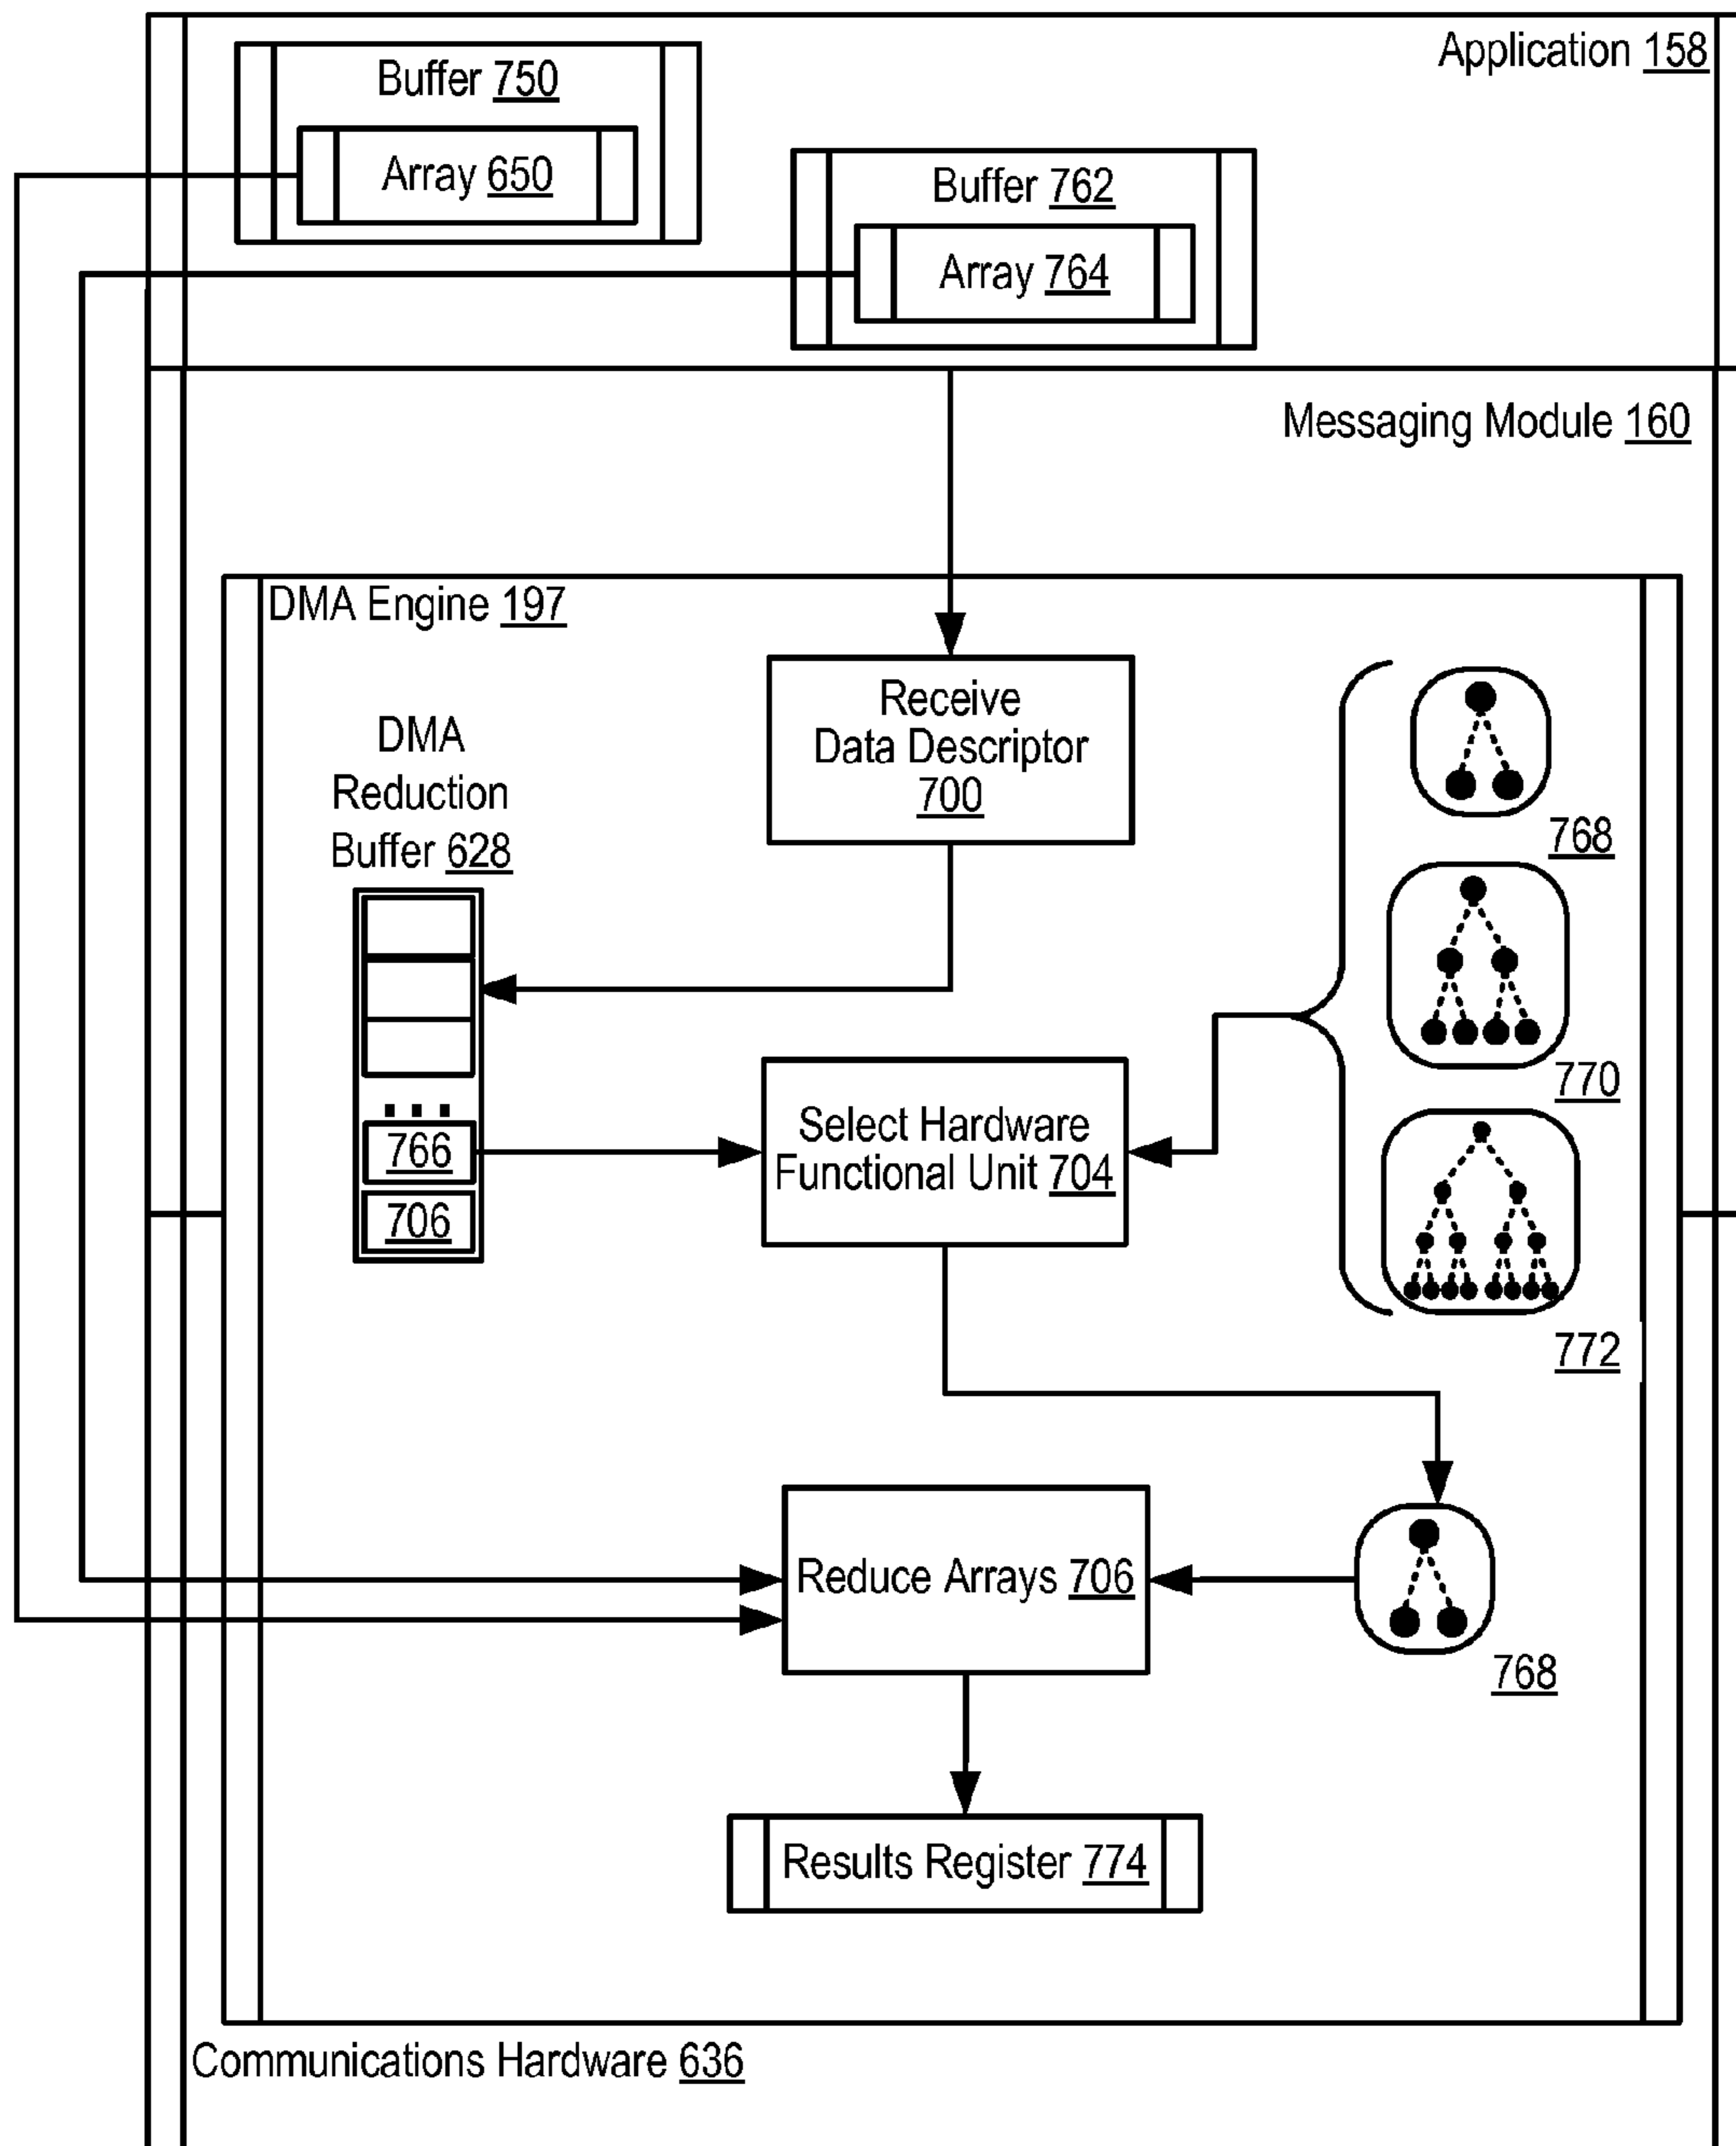 Application 158
Buffer 750
Array 650
Buffer 762
Array 764
Messaging Module 160
DMA Engine 197
Receive
Data Descriptor
700
DMA
Reduction
Buffer 628
768
770
Select Hardware
Functional Unit 704
766
706
772
Reduce Arrays 706
768
Results Register 774
Communications Hardware 636